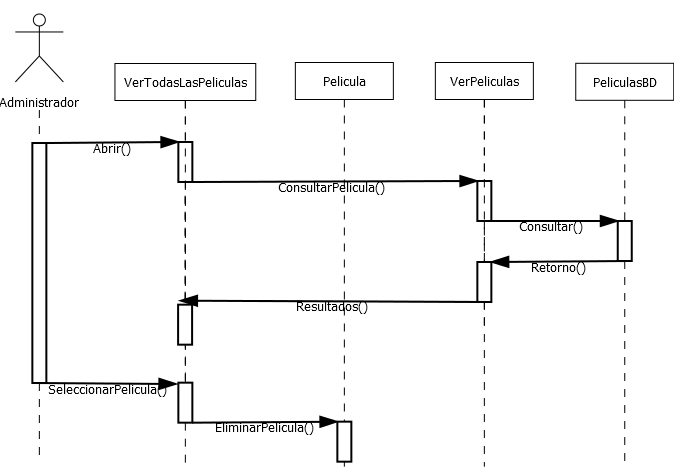 Administrador
VerTodasLasPeliculas
Pelicula
VerPeliculas
PeliculasBD
Abrir()
ConsultarPelicula()
Consultar()
Retorno()
Resultados()
SeleccionarPelicula()
EliminarPelicula()